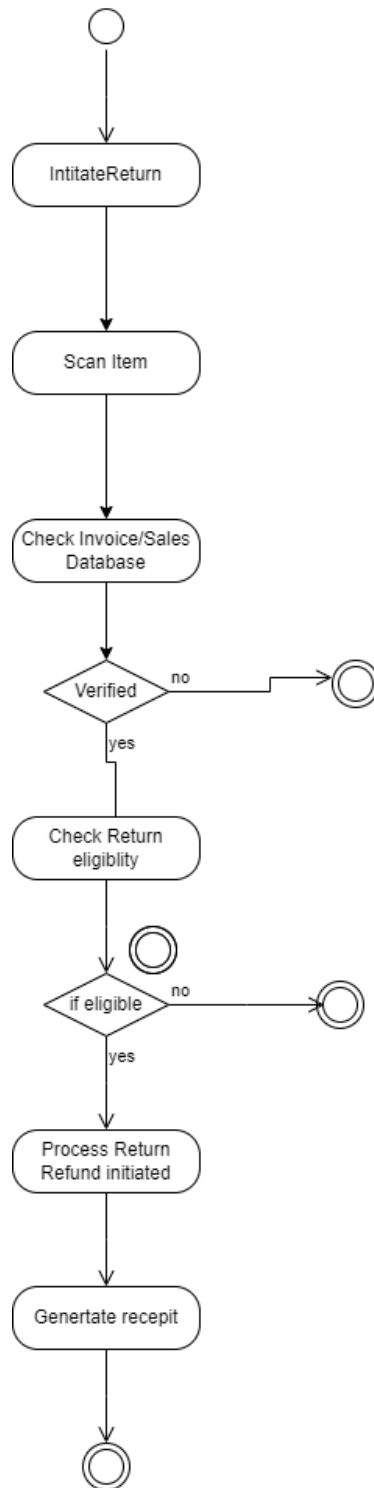 IntitateReturn
Scan Item
Check Invoice/Sales
Database
Verified
no
yes
Check Return
eligiblity
if eligible
no
yes
Process Return
Refund initiated
Genertate recepit